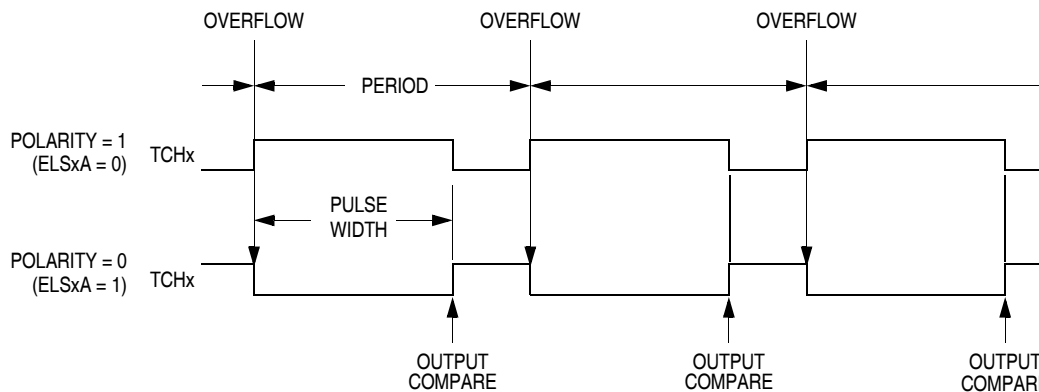 OVERFLOW
OVERFLOW
OVERFLOW
PERIOD
POLARITY = 1
(ELSxA = 0)
TCHx
PULSE
WIDTH
POLARITY = 0
(ELSxA = 1)
TCHx
OUTPUT
COMPARE
OUTPUT
COMPARE
OUTPUT
COMPAR